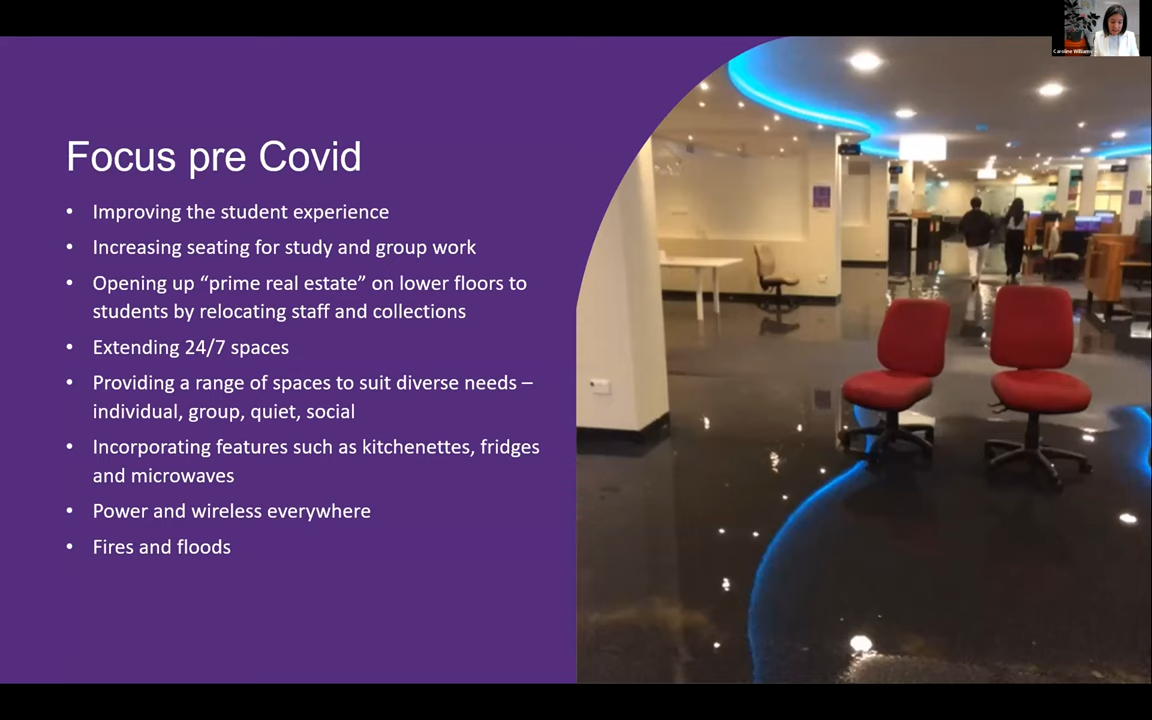 Caroline Williams
Focus pre Covid
• Improving the student experience
• Increasing seating for study and group work
• Opening up “prime real estate” on lower floors to
students by relocating staff and collections
• Extending 24/7 spaces
• Providing a range of spaces to suit diverse needs –
individual, group, quiet, social
• Incorporating features such as kitchenettes, fridges
and microwaves
• Power and wireless everywhere
• Fires and floods